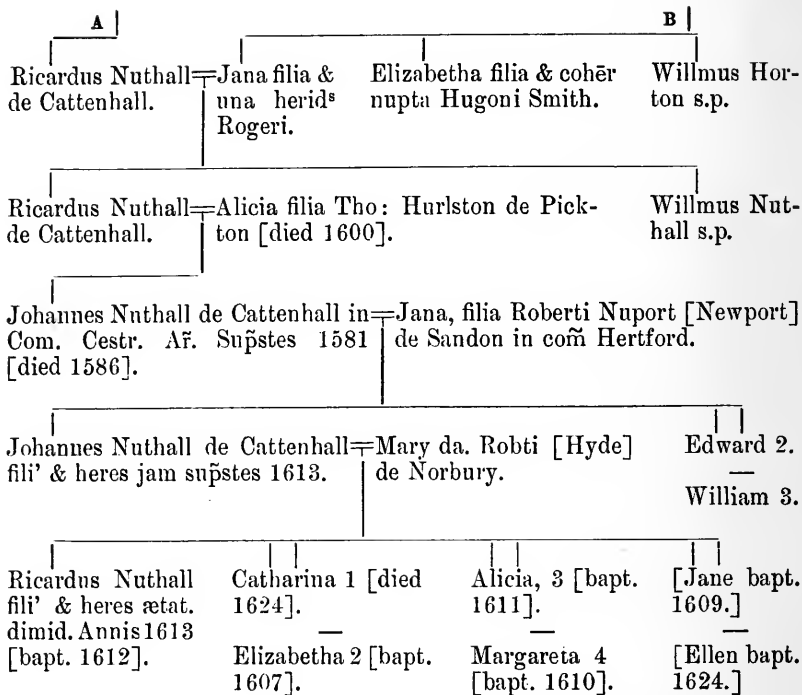 A B
Ricardus Nuthall
de Cattenhall.
Jana filia &
una herids
Rogeri.
Elizabetha filia & cohēr
nupta Hugoni Smith.
Willmus Hor-
ton s.p.
Ricardus Nuthall
de Cattenhall.
Alicia filia Tho: Hurlston de Pick-
ton [died 1600].
Willmus Nut-
hall s.p.
Johannes Nuthall de Cattenhall in
Com. Cestr. Ar̃. Sup̃stes 1581
[died 1586].
Jana, filia Roberti Nuport [Newport]
de Sandon in com̃ Hertford.
Johannes Nuthall de Cattenhall
fili' & heres jam sup̃stes 1613.
Mary da. Robti [Hyde]
de Norbury.
Edward 2.
—
William 3.
Ricardus Nuthall
fili' & heres ætat.
dimid. Annis 1613
[bapt. 1612].
Catharina 1 [died
1624].
—
Elizabetha 2 [bapt.
1607].
Alicia, 3 [bapt.
1611].
—
Margareta 4
[bapt. 1610].
[Jane bapt.
1609.]
—
[Ellen bapt.
1624.]